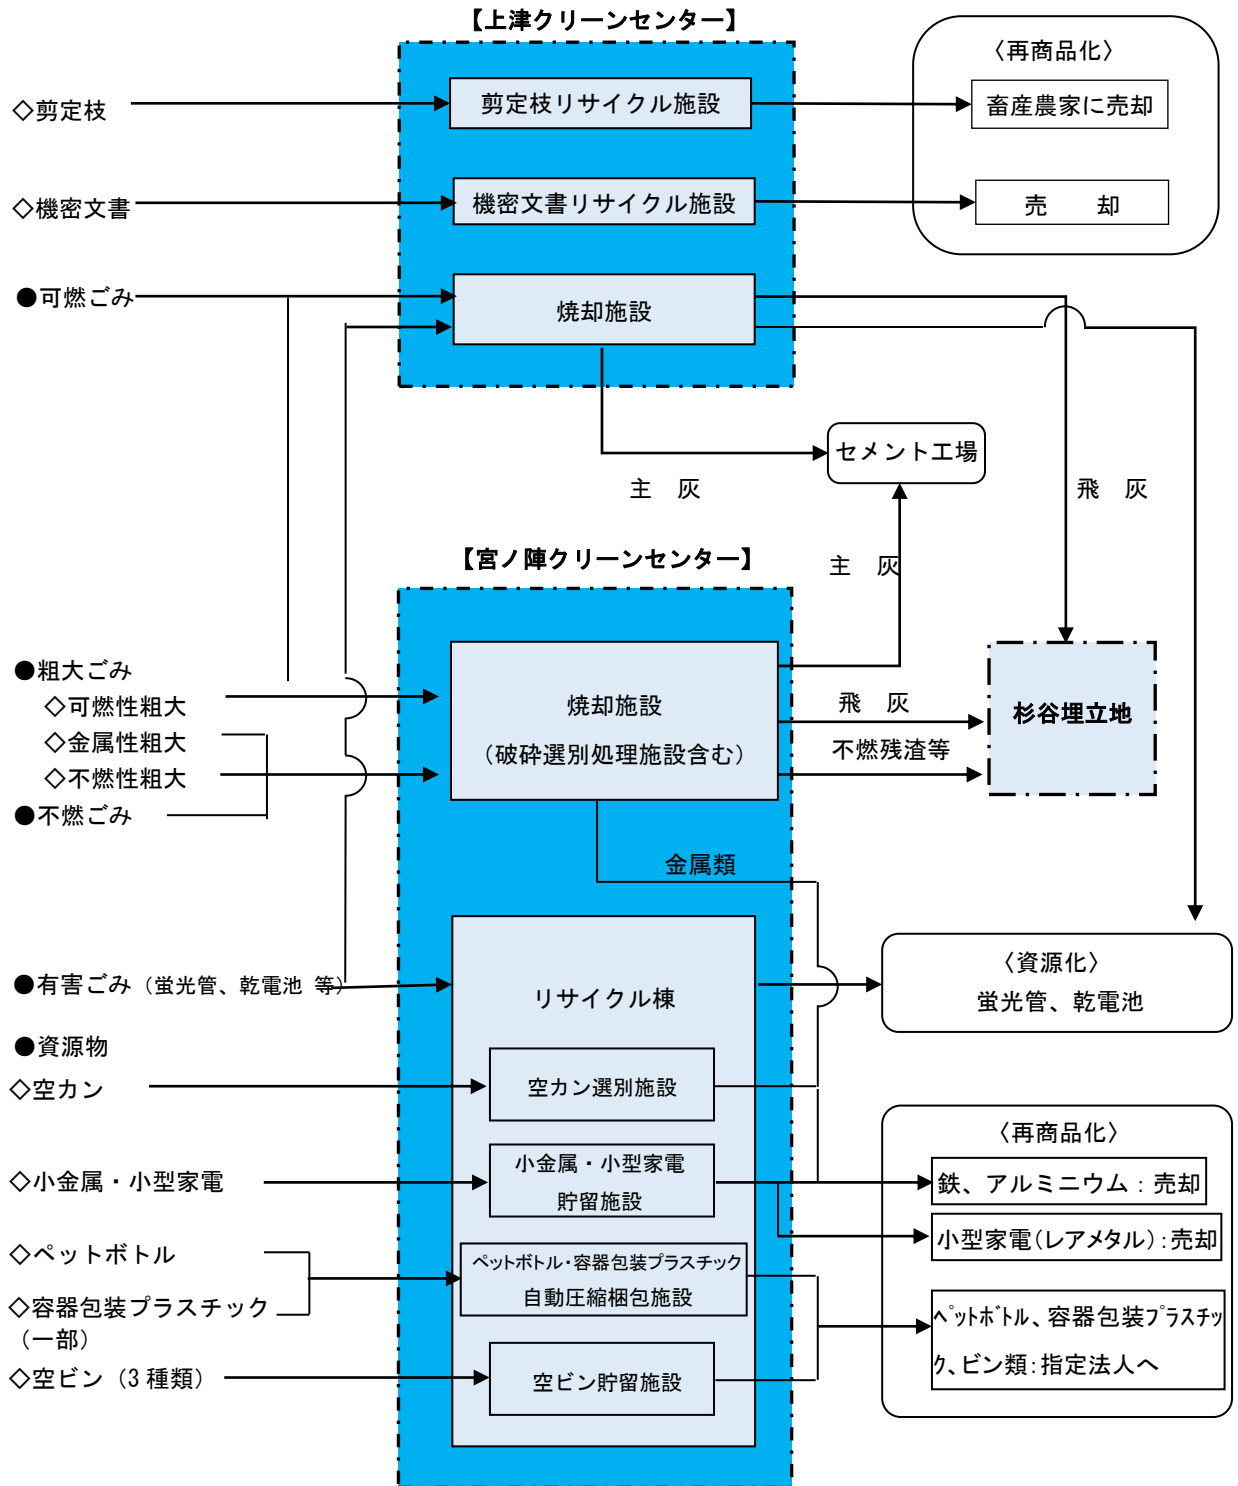 【上津クリーンセンター】
〈再商品化〉
◇剪定枝
剪定枝リサイクル施設
畜産農家に売却
◇機密文書
機密文書リサイクル施設
売　却
●可燃ごみ
焼却施設
セメント工場
主　灰
飛　灰
【宮ノ陣クリーンセンター】
主　灰
●粗大ごみ
◇可燃性粗大
◇金属性粗大
◇不燃性粗大
●不燃ごみ
焼却施設
（破砕選別処理施設含む）
飛　灰
不燃残渣等
杉谷埋立地
金属類
●有害ごみ（蛍光管、乾電池 等）
リサイクル棟
〈資源化〉
蛍光管、乾電池
●資源物
◇空カン
空カン選別施設
〈再商品化〉
◇小金属・小型家電
小金属・小型家電
貯留施設
鉄、アルミニウム：売却
小型家電(レアメタル)：売却
◇ペットボトル
◇容器包装プラスチック
（一部）
ペットボトル・容器包装プラスチック
自動圧縮梱包施設
ペットボトル、容器包装プラスチッ
ク、ビン類：指定法人へ
◇空ビン（3種類）
空ビン貯留施設